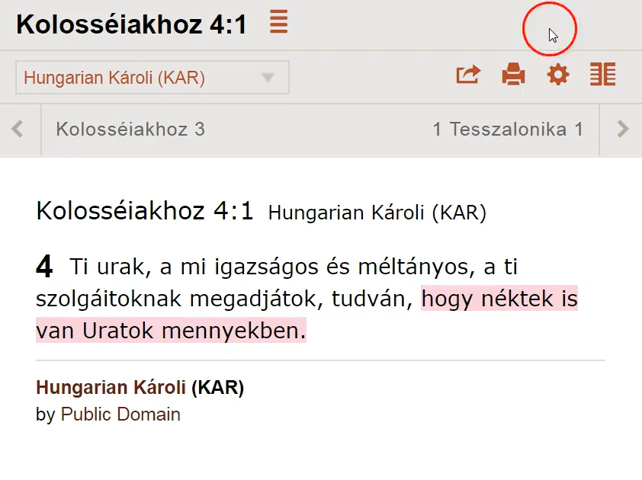 Kolosséiakhoz 4:1
Hungarian Károli (KAR)
Kolosséiakhoz 3
1 Tesszalonika 1
Kolosséiakhoz 4:1 Hungarian Károli (KAR)
4 Ti urak, a mi igazságos és méltányos, a ti
szolgáitoknak megadjátok, tudván, hogy néktek is
van Uratok mennyekben.
Hungarian Károli (KAR)
by Public Domain